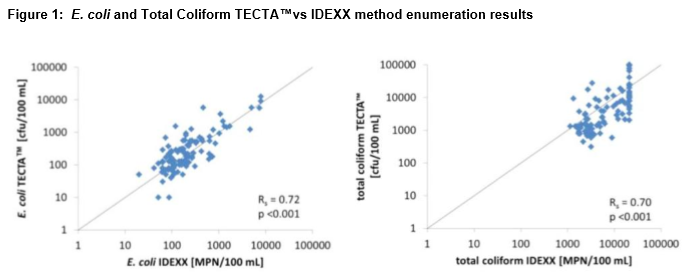 Figure 1: E. coli and Total Coliform TECTA™vs IDEXX method enumeration results
100000
10000
1000
100
10
1
E. coli TECTA™ [cfu/100 mL]
Rs = 0.72
p <0.001
1 10 100 1000 10000 100000
E. coli IDEXX [MPN/100 mL]
100000
10000
1000
100
10
1
total coliform TECTA™
[cfu/100 mL]
Rs = 0.70
p <0.001
1 10 100 1000 10000 100000
total coliform IDEXX [MPN/100 mL]